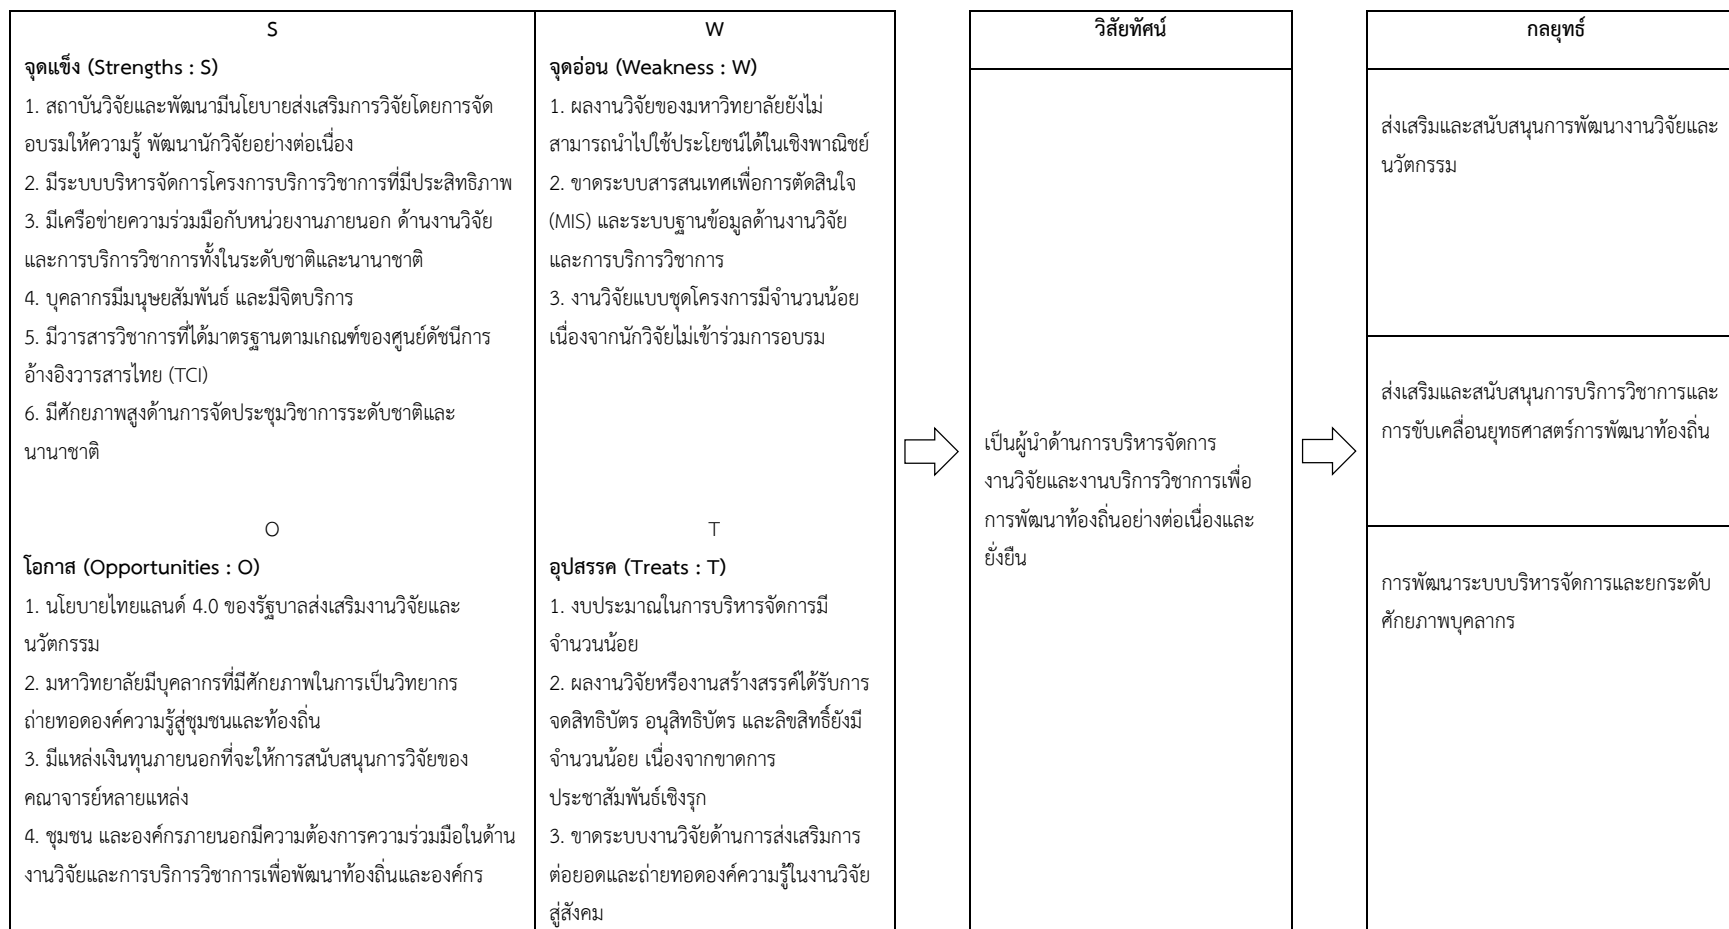 S
จุดแข็ง (Strengths : S)
1. สถาบันวิจัยและพัฒนามีนโยบายส่งเสริมการวิจัยโดยการจัด
อบรมให้ความรู้ พัฒนานักวิจัยอย่างต่อเนื่อง
2. มีระบบบริหารจัดการโครงการบริการวิชาการที่มีประสิทธิภาพ
3. มีเครือข่ายความร่วมมือกับหน่วยงานภายนอก ด้านงานวิจัย
และการบริการวิชาการทั้งในระดับชาติและนานาชาติ
4. บุคลากรมีมนุษยสัมพันธ์ และมีจิตบริการ
5. มีวารสารวิชาการที่ได้มาตรฐานตามเกณฑ์ของศูนย์ดัชนีการ
อ้างอิงวารสารไทย (TCI)
6. มีศักยภาพสูงด้านการจัดประชุมวิชาการระดับชาติและ
นานาชาติ
W
จุดอ่อน (Weakness : W)
1. ผลงานวิจัยของมหาวิทยาลัยยังไม่
สามารถนำไปใช้ประโยชน์ได้ในเชิงพาณิชย์
2. ขาดระบบสารสนเทศเพื่อการตัดสินใจ
(MIS) และระบบฐานข้อมูลด้านงานวิจัย
และการบริการวิชาการ
3. งานวิจัยแบบชุดโครงการมีจำนวนน้อย
เนื่องจากนักวิจัยไม่เข้าร่วมการอบรม
O
โอกาส (Opportunities : O)
1. นโยบายไทยแลนด์ 4.0 ของรัฐบาลส่งเสริมงานวิจัยและ
นวัตกรรม
2. มหาวิทยาลัยมีบุคลากรที่มีศักยภาพในการเป็นวิทยากร
ถ่ายทอดองค์ความรู้สู่ชุมชนและท้องถิ่น
3. มีแหล่งเงินทุนภายนอกที่จะให้การสนับสนุนการวิจัยของ
คณาจารย์หลายแหล่ง
4. ชุมชน และองค์กรภายนอกมีความต้องการความร่วมมือในด้าน
งานวิจัยและการบริการวิชาการเพื่อพัฒนาท้องถิ่นและองค์กร
T
อุปสรรค (Treats : T)
1. งบประมาณในการบริหารจัดการมี
จำนวนน้อย
2. ผลงานวิจัยหรืองานสร้างสรรค์ได้รับการ
จดสิทธิบัตร อนุสิทธิบัตร และลิขสิทธิ์ยังมี
จำนวนน้อย เนื่องจากขาดการ
ประชาสัมพันธ์เชิงรุก
3. ขาดระบบงานวิจัยด้านการส่งเสริมการ
ต่อยอดและถ่ายทอดองค์ความรู้ในงานวิจัย
สู่สังคม
วิสัยทัศน์
เป็นผู้นำด้านการบริหารจัดการ
งานวิจัยและงานบริการวิชาการเพื่อ
การพัฒนาท้องถิ่นอย่างต่อเนื่องและ
ยั่งยืน
กลยุทธ์
ส่งเสริมและสนับสนุนการพัฒนางานวิจัยและ
นวัตกรรม
ส่งเสริมและสนับสนุนการบริการวิชาการและ
การขับเคลื่อนยุทธศาสตร์การพัฒนาท้องถิ่น
การพัฒนาระบบบริหารจัดการและยกระดับ
ศักยภาพบุคลากร